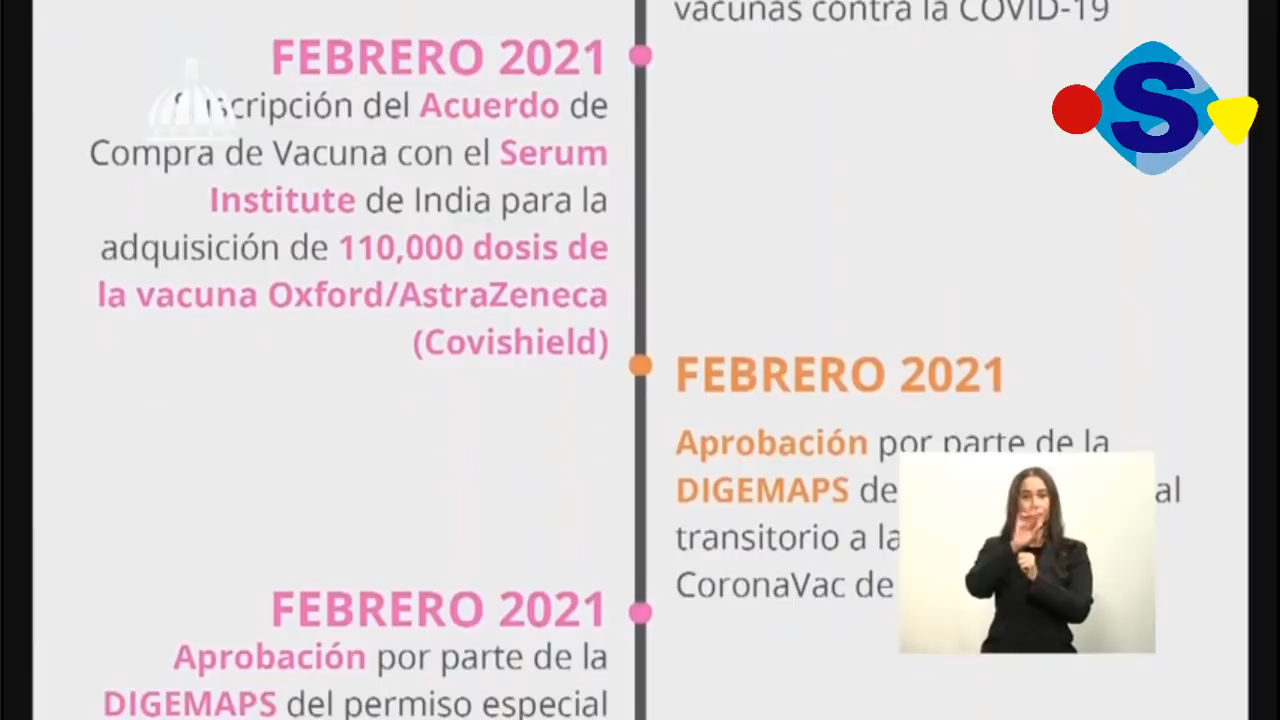 vacunas contra la COVID-19
FEBRERO 2021
Suscripción del Acuerdo de
Compra de Vacuna con el Serum
Institute de India para la
adquisición de 110,000 dosis de
la vacuna Oxford/AstraZeneca
(Covishield)
FEBRERO 2021
Aprobación por parte de la
DIGEMAPS de al
transitorio a la
CoronaVac de
FEBRERO 2021
Aprobación por parte de la
DIGEMAPS del permiso especial
S